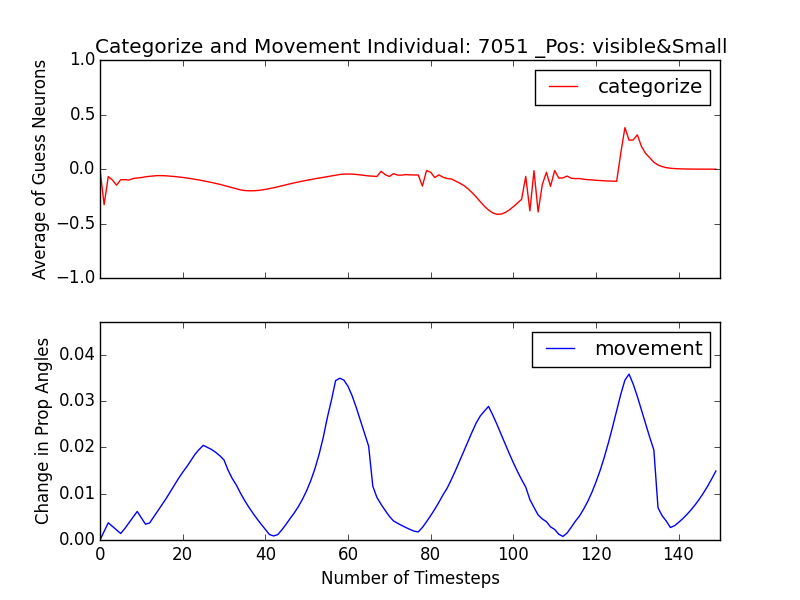 Categorize and Movement Individual: 7051 _Pos: visible&Small
1.0
0.5
0.0
−0.5
−1.0
Average of Guess Neurons
categorize
0.04
0.03
0.02
0.01
0.00
Change in Prop Angles
movement
0 20 40 60 80 100 120 140
Number of Timesteps